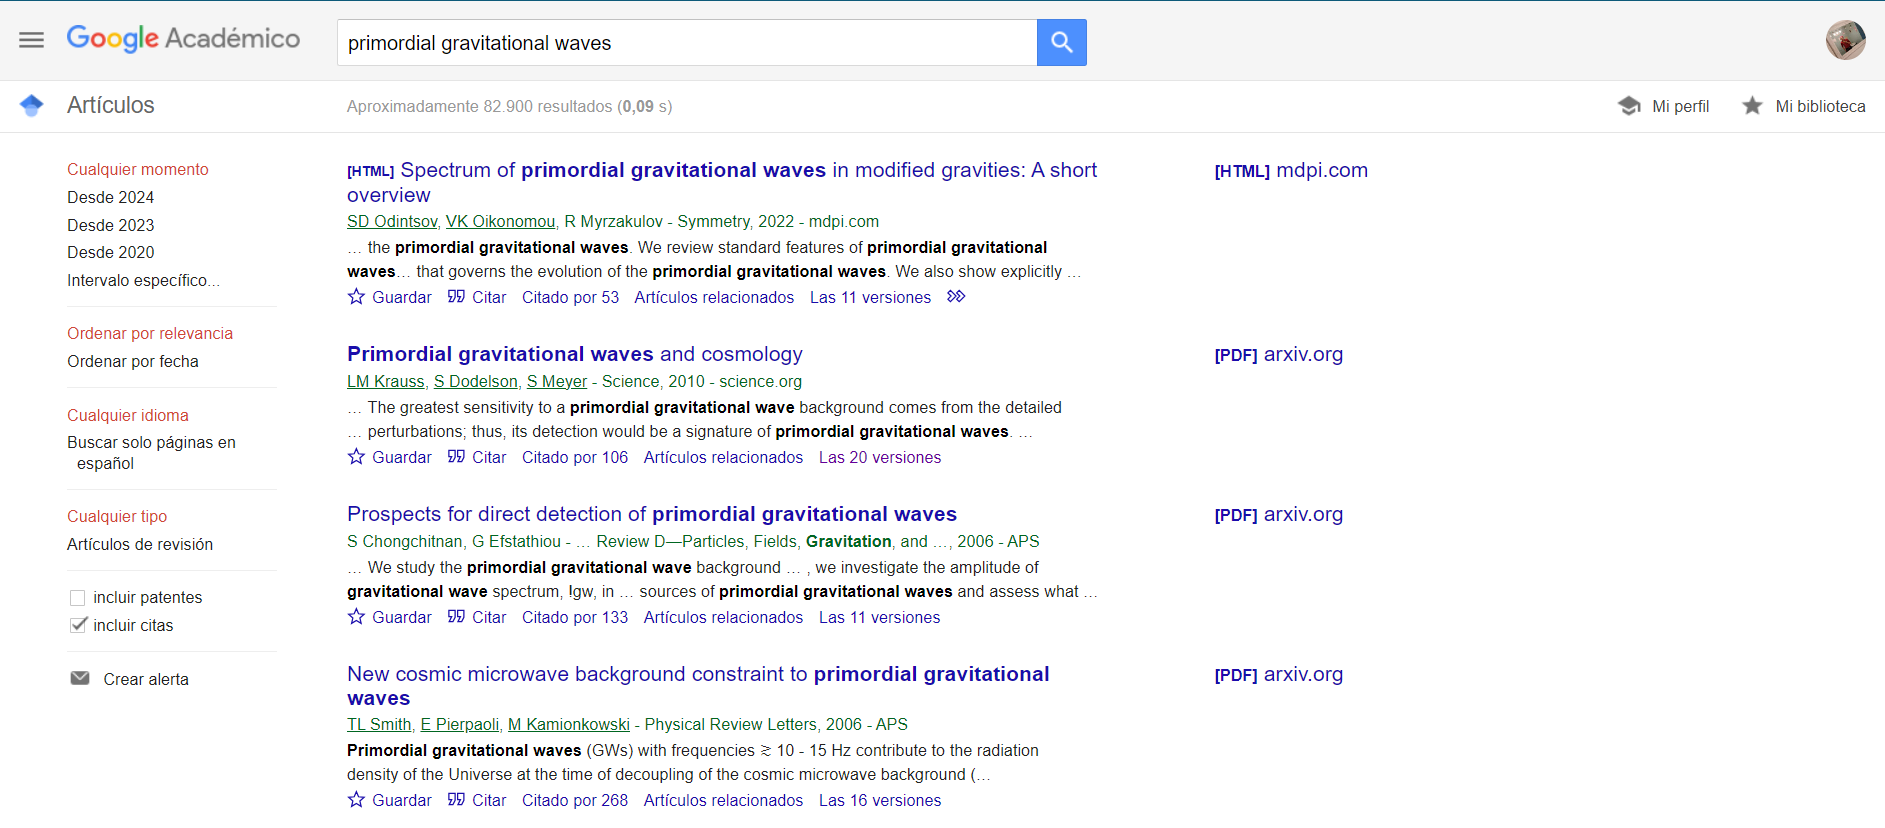 Google Académico
primordial gravitational waves
Artículos
Aproximadamente 82.900 resultados (0,09 s)
Mi perfil
Mi biblioteca
Cualquier momento
Desde 2024
Desde 2023
Desde 2020
Intervalo específico...
Ordenar por relevancia
Ordenar por fecha
Cualquier idioma
Buscar solo páginas en
español
Cualquier tipo
Artículos de revisión
incluir patentes
incluir citas
Crear alerta
[HTML] Spectrum of primordial gravitational waves in modified gravities: A short
overview
SD Odintsov, VK Oikonomou, R Myrzakulov - Symmetry, 2022 - mdpi.com
… the primordial gravitational waves. We review standard features of primordial gravitational
waves… that governs the evolution of the primordial gravitational waves. We also show explicitly …
Guardar Citar Citado por 53 Artículos relacionados Las 11 versiones
[HTML] mdpi.com
Primordial gravitational waves and cosmology
LM Krauss, S Dodelson, S Meyer - Science, 2010 - science.org
… The greatest sensitivity to a primordial gravitational wave background comes from the detailed
… perturbations; thus, its detection would be a signature of primordial gravitational waves. …
Guardar Citar Citado por 106 Artículos relacionados Las 20 versiones
[PDF] arxiv.org
Prospects for direct detection of primordial gravitational waves
S Chongchitnan, G Efstathiou - … Review D—Particles, Fields, Gravitation, and …, 2006 - APS
… We study the primordial gravitational wave background … , we investigate the amplitude of
gravitational wave spectrum, !gw, in … sources of primordial gravitational waves and assess what …
Guardar Citar Citado por 133 Artículos relacionados Las 11 versiones
[PDF] arxiv.org
New cosmic microwave background constraint to primordial gravitational
waves
TL Smith, E Pierpaoli, M Kamionkowski - Physical Review Letters, 2006 - APS
Primordial gravitational waves (GWs) with frequencies ≳ 10 - 15 Hz contribute to the radiation
density of the Universe at the time of decoupling of the cosmic microwave background (…
Guardar Citar Citado por 268 Artículos relacionados Las 16 versiones
[PDF] arxiv.org